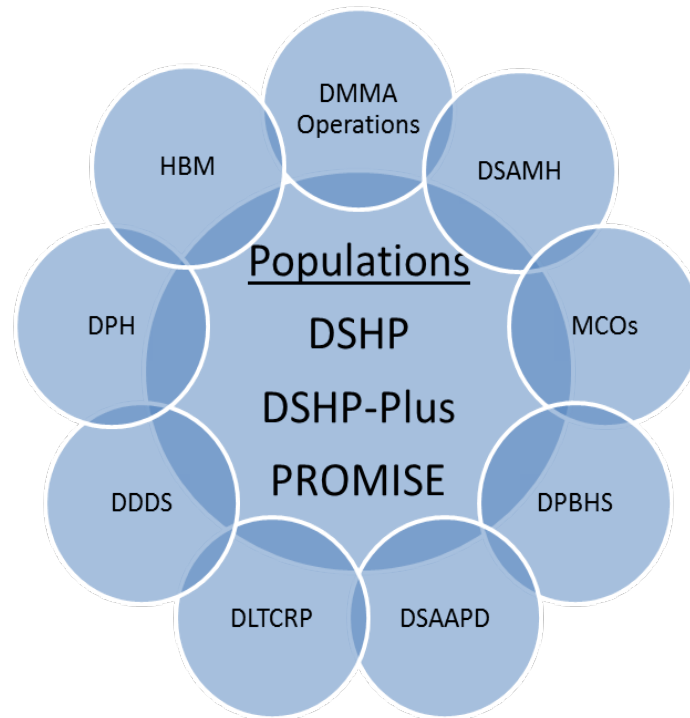 DMMA
Operations
DSAMH
MCOs
DPBHS
DSAAPD
DLTCRP
DDDS
DPH
HBM
Populations
DSHP
DSHP-Plus
PROMISE